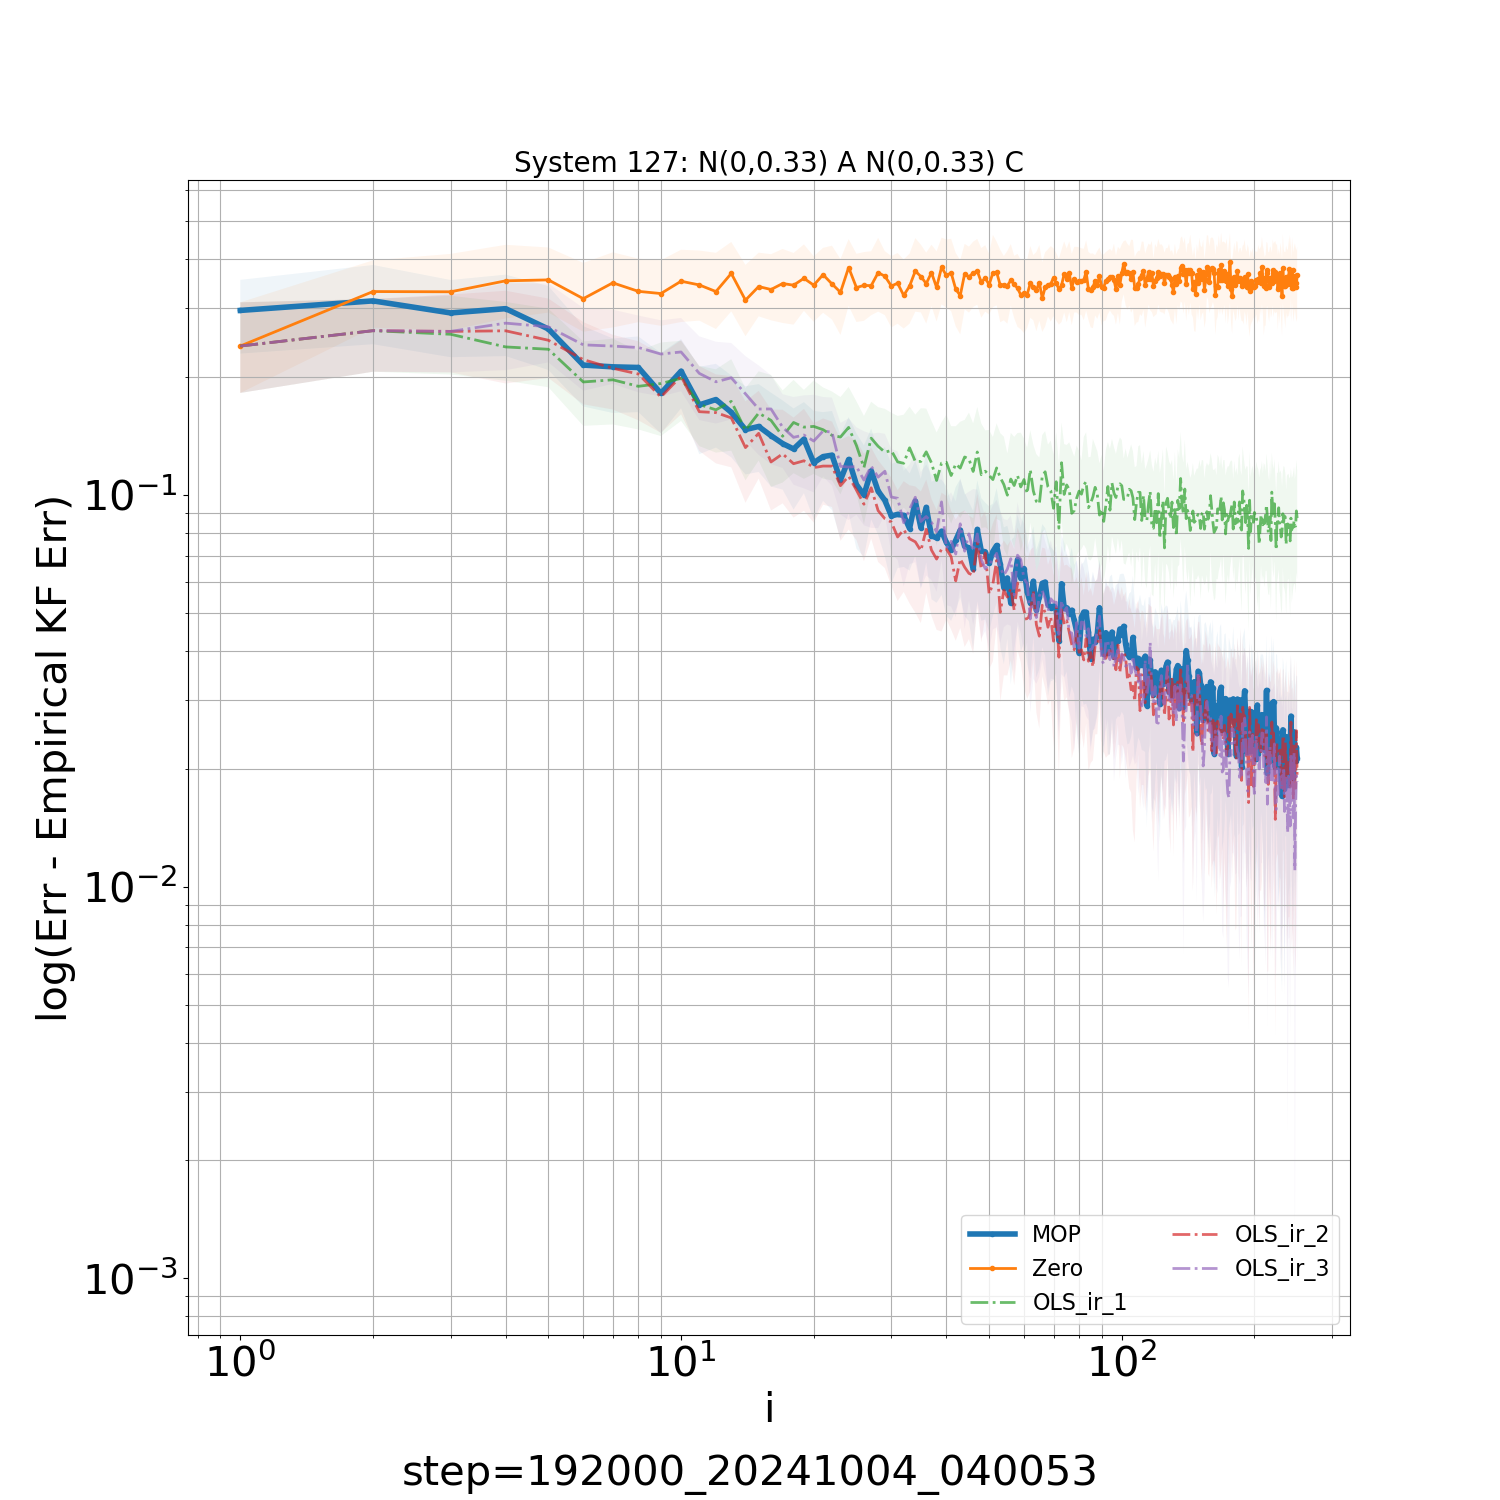 System 127: N(0,0.33) A N(0,0.33) C
log(Err - Empirical KF Err)
10⁻¹
10⁻²
10⁻³
MOP
Zero
OLS_ir_1
OLS_ir_2
OLS_ir_3
10⁰
10¹
10²
i
step=192000_20241004_040053